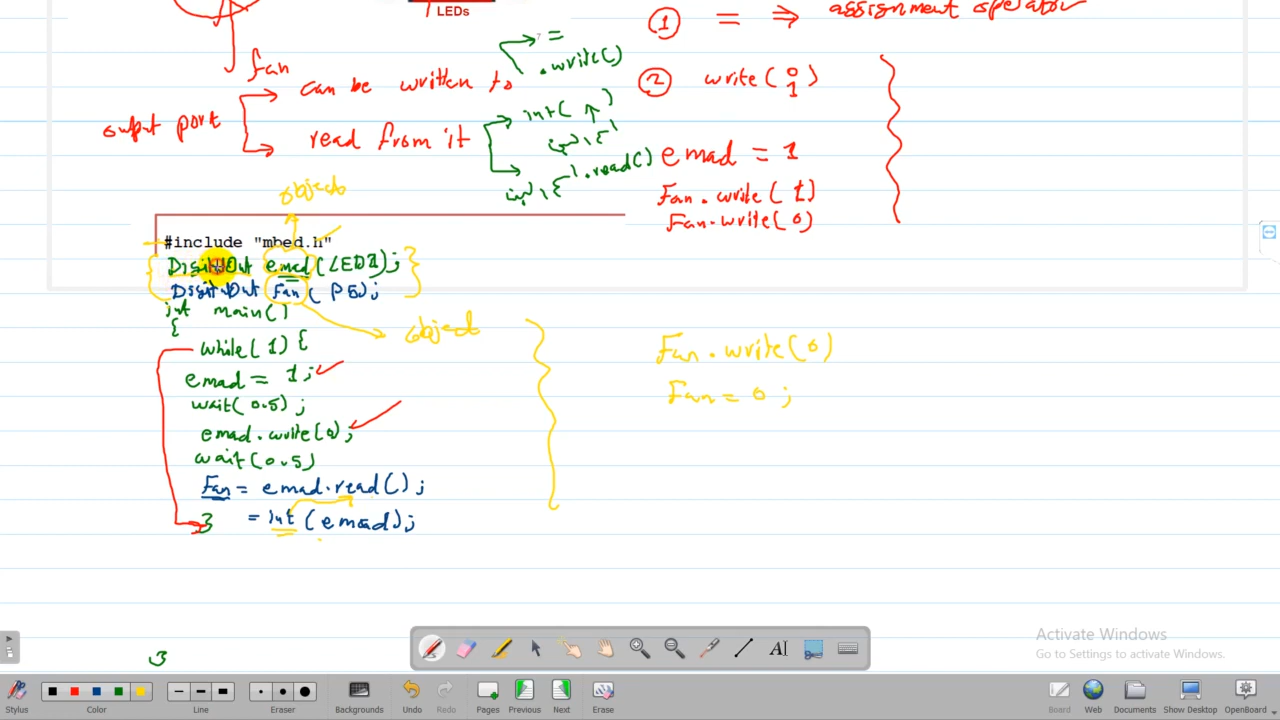 LEDs
① = ⇒ assignment operator
fan
=
.write()
output port
can be written to
② write( 0
1 )
int( )
read from it
.read()
emad = 1
Fan.write( 1 )
Fan.write( 0 )
object
#include "mbed.h"
DigitalOut emad(LED1);
DigitalOut Fan ( P5);
int main()
{
object
while(1) {
emad = 1;
wait(0.5);
emad.write(0);
wait(0.5)
Fan = emad.read();
= int (emad);
}
Fan.write(0)
Fan = 0 ;
3
Activate Windows
Go to Settings to activate Windows.
Stylus
Color
Line
Eraser
Backgrounds
Undo
Redo
Pages
Previous
Next
Erase
Board
Web
Documents
Show Desktop
OpenBoard